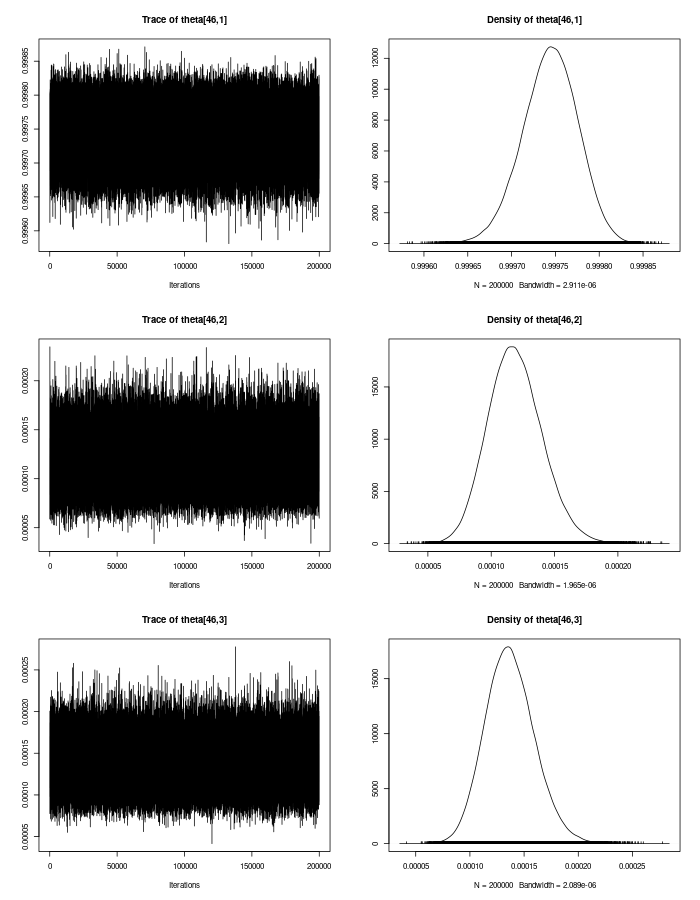 Trace of theta[46,1]
0.99960 0.99965 0.99970 0.99975 0.99980 0.99985
0 50000 100000 150000 200000
Iterations
Density of theta[46,1]
0 2000 4000 6000 8000 10000 12000
0.99960 0.99965 0.99970 0.99975 0.99980 0.99985
N = 200000 Bandwidth = 2.911e-06
Trace of theta[46,2]
0.00005 0.00010 0.00015 0.00020
0 50000 100000 150000 200000
Iterations
Density of theta[46,2]
0 5000 10000 15000
0.00005 0.00010 0.00015 0.00020
N = 200000 Bandwidth = 1.965e-06
Trace of theta[46,3]
0.00005 0.00010 0.00015 0.00020 0.00025
0 50000 100000 150000 200000
Iterations
Density of theta[46,3]
0 5000 10000 15000
0.00005 0.00010 0.00015 0.00020 0.00025
N = 200000 Bandwidth = 2.089e-06